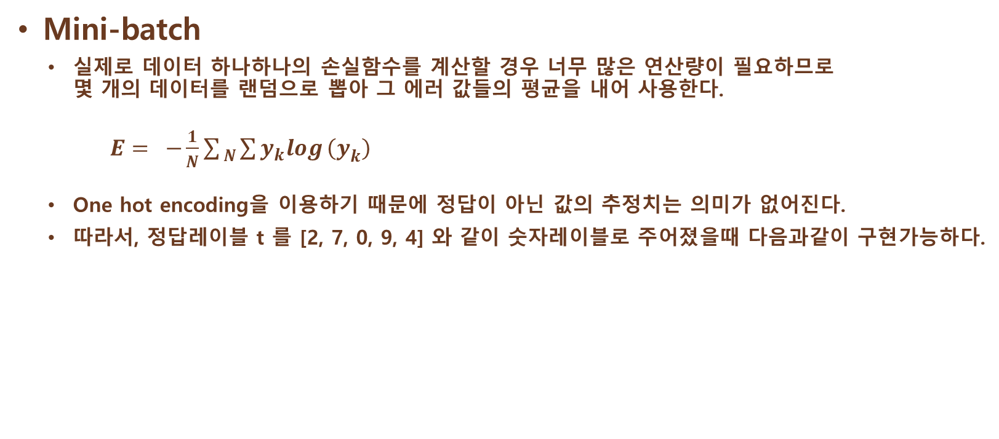 • Mini-batch
• 실제로 데이터 하나하나의 손실함수를 계산할 경우 너무 많은 연산량이 필요하므로
몇 개의 데이터를 랜덤으로 뽑아 그 에러 값들의 평균을 내어 사용한다.
E = −1/N ∑ N ∑ yₖlog (yₖ)
• One hot encoding을 이용하기 때문에 정답이 아닌 값의 추정치는 의미가 없어진다.
• 따라서, 정답레이블 t 를 [2, 7, 0, 9, 4] 와 같이 숫자레이블로 주어졌을때 다음과같이 구현가능하다.